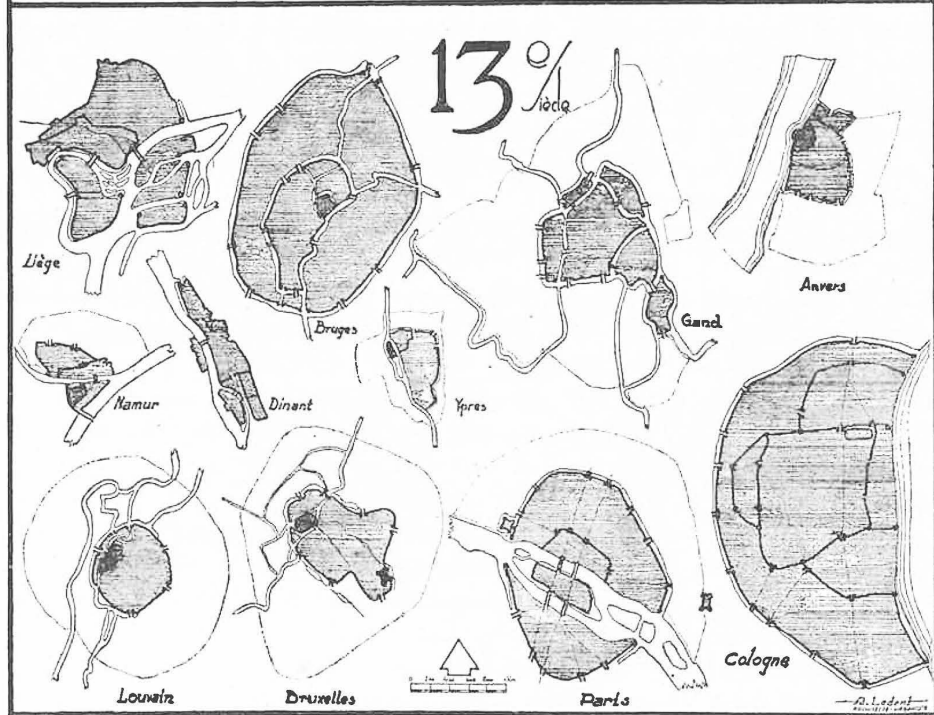 13e Siècle
Liège
Bruges
Gand
Anvers
Namur
Dinant
Ypres
Louvain
Bruxelles
Paris
Cologne
A. Ledent